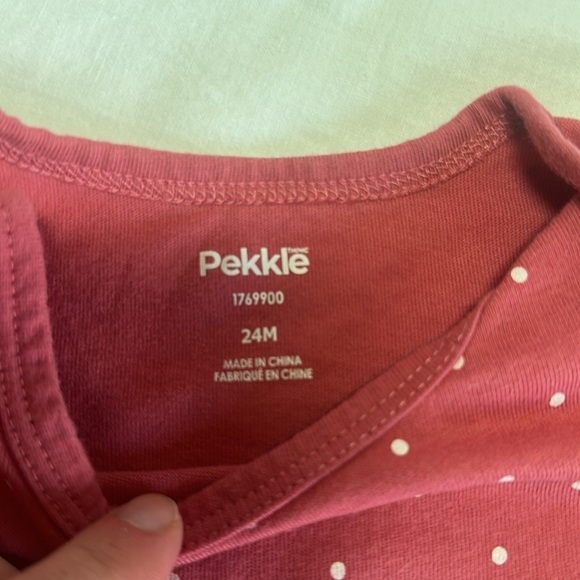 Pekkle
1769900
24M
MADE IN CHINA
FABRIQUÉ EN CHINE